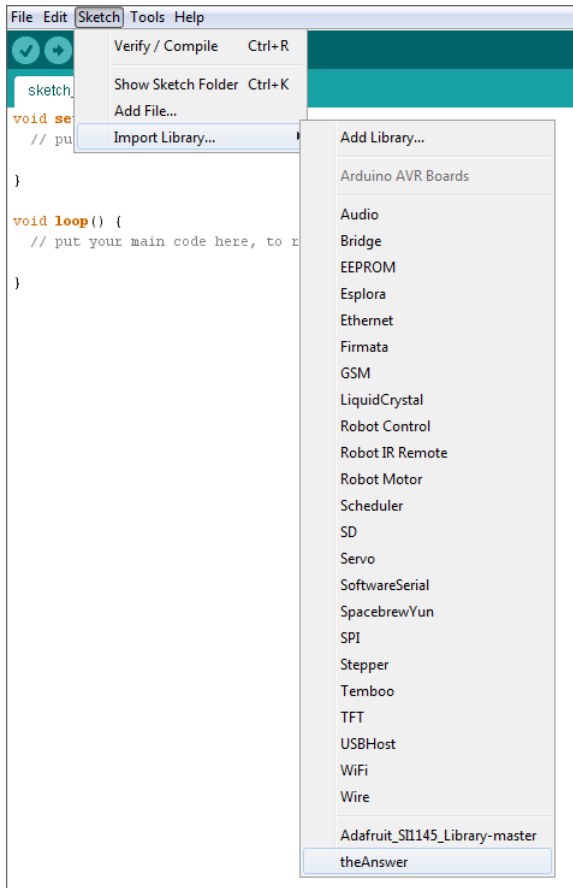 File Edit Sketch Tools Help
Verify / Compile Ctrl+R
Show Sketch Folder Ctrl+K
Add File...
Import Library...
sketch_
void se
// pu
}
void loop() {
// put your main code here, to r
}
Add Library...
Arduino AVR Boards
Audio
Bridge
EEPROM
Esplora
Ethernet
Firmata
GSM
LiquidCrystal
Robot Control
Robot IR Remote
Robot Motor
Scheduler
SD
Servo
SoftwareSerial
SpacebrewYun
SPI
Stepper
Temboo
TFT
USBHost
WiFi
Wire
Adafruit_SI1145_Library-master
theAnswer